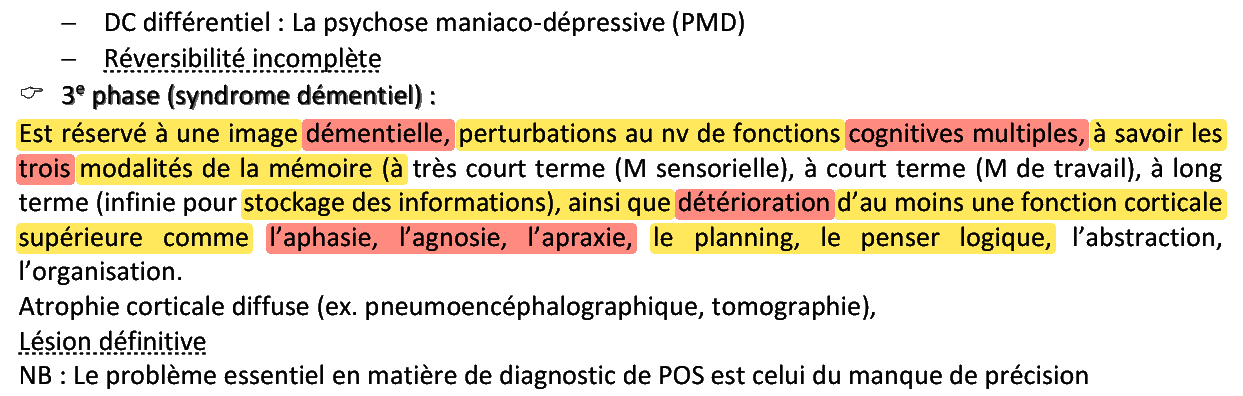 – DC différentiel : La psychose maniaco-dépressive (PMD)
– Réversibilité incomplète
☞ 3e phase (syndrome démentiel) :
Est réservé à une image démentielle, perturbations au nv de fonctions cognitives multiples, à savoir les
trois modalités de la mémoire (à très court terme (M sensorielle), à court terme (M de travail), à long
terme (infinie pour stockage des informations), ainsi que détérioration d’au moins une fonction corticale
supérieure comme l’aphasie, l’agnosie, l’apraxie, le planning, le penser logique, l’abstraction,
l’organisation.
Atrophie corticale diffuse (ex. pneumoencéphalographique, tomographie),
Lésion définitive
NB : Le problème essentiel en matière de diagnostic de POS est celui du manque de précision